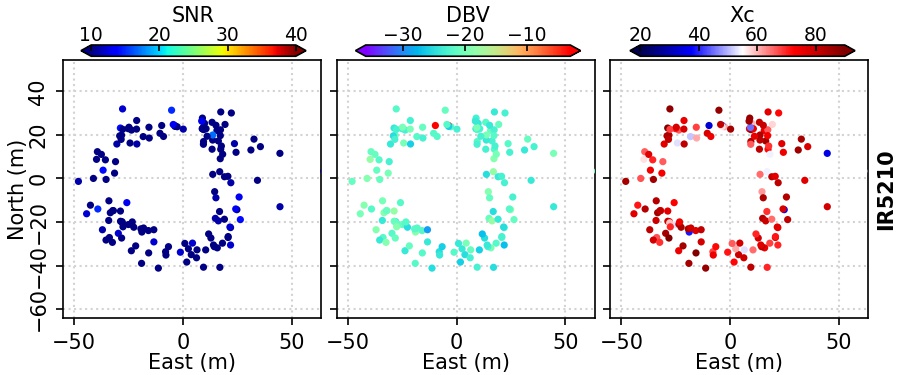 SNR DBV Xc
10 20 30 40 −30 −20 −10 20 40 60 80
40
20
0
−20
−40
−60
North (m)
−50 0 50 −50 0 50 −50 0 50
East (m) East (m) East (m)
IR5210